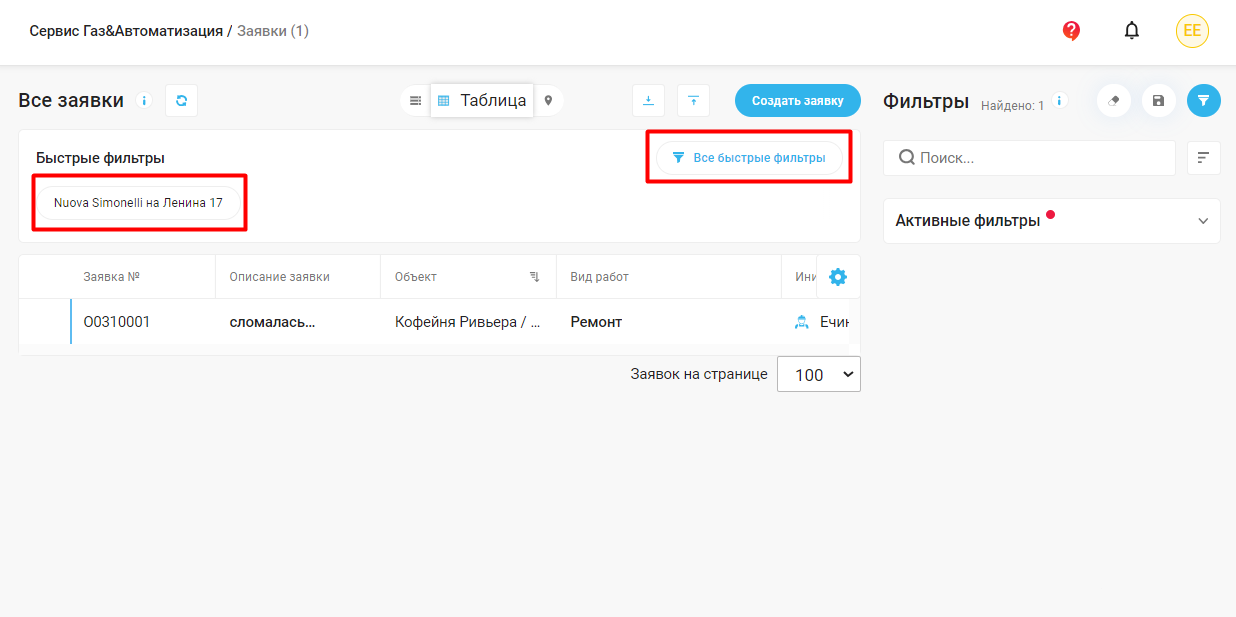 Сервис Газ&Автоматизация / Заявки (1)
EE
Все заявки
Таблица
Создать заявку
Фильтры
Найдено: 1
Быстрые фильтры
Все быстрые фильтры
Поиск...
Nuova Simonelli на Ленина 17
Активные фильтры
Заявка № Описание заявки Объект Вид работ Ини
O0310001 сломалась... Кофейня Ривьера / ... Ремонт Ечин
Заявок на странице 100